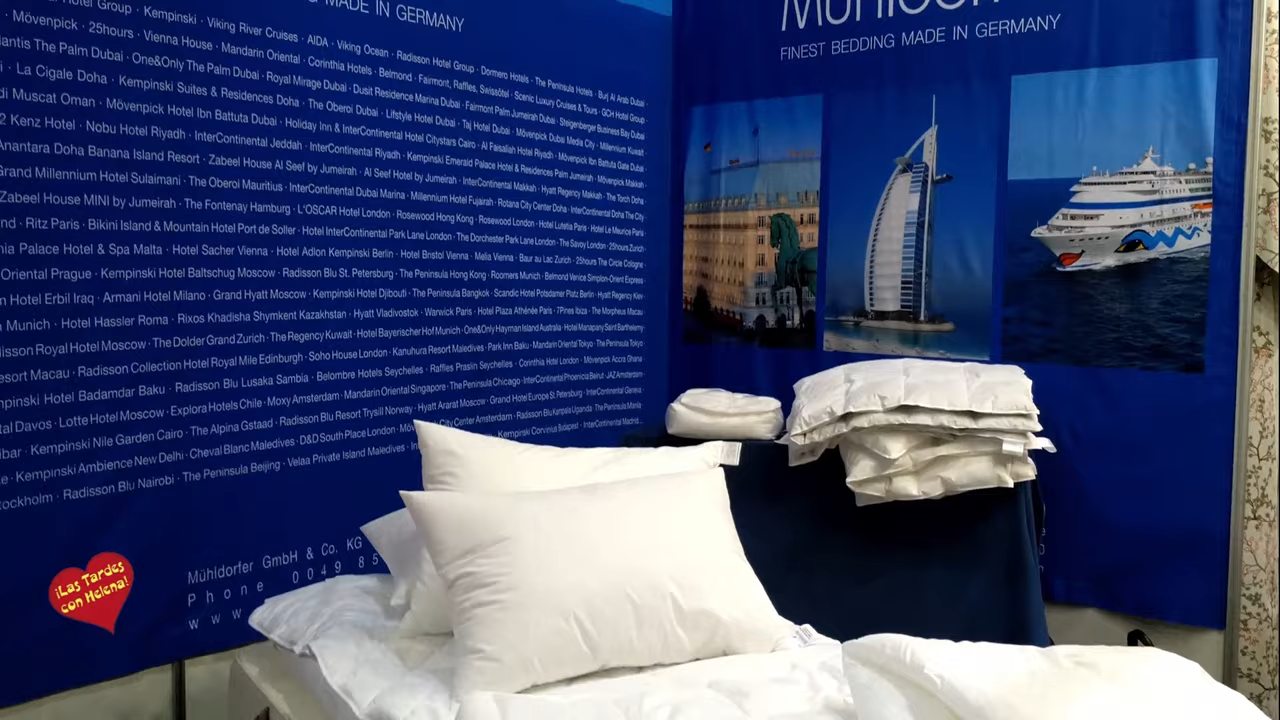 MADE IN GERMANY
Hotel Group · Kempinski · Viking River Cruises · AIDA · Viking Ocean · Radisson Hotel Group · Dormero Hotels · The Peninsula Hotels · Burj Al Arab Dubai ·
· Mövenpick · 25hours · Vienna House · Mandarin Oriental · Corinthia Hotels · Belmond · Fairmont, Raffles, Swissôtel · Scenic Luxury Cruises & Tours · GCH Hotel Group
The Palm Dubai · One&Only The Palm Dubai · Royal Mirage Dubai · Dusit Residence Marina Dubai · Fairmont Palm Jumeirah Dubai · Steigenberger Business Bay Dubai
· La Cigale Doha · Kempinski Suites & Residences Doha · The Oberoi Dubai · Lifstyle Hotel Dubai · Taj Hotel Dubai · Mövenpick Dubai Media City · Millennium Kuwait
Muscat Oman · Mövenpick Hotel Ibn Battuta Dubai · Holiday Inn & InterContinental Hotel Citystars Cairo · Al Faisaliah Hotel Riyadh · Mövenpick Ibn Battuta Gate Dubai
Kenz Hotel · Nobu Hotel Riyadh · InterContinental Jeddah · InterContinental Riyadh · Kempinski Emerald Palace Hotel & Residences Palm Jumeirah · Mövenpick Makkah ·
Anantara Doha Banana Island Resort · Zabeel House Al Seef by Jumeirah · Al Seef Hotel by Jumeirah · InterContinental Makkah · Hyatt Regency Makkah · The Torch Doha
Grand Millennium Hotel Sulaimani · The Oberoi Mauritius · InterContinental Dubai Marina · Millennium Hotel Fujairah · Rotana City Center Doha · InterContinental Doha The City
Zabeel House MINI by Jumeirah · The Fontenay Hamburg · L'OSCAR Hotel London · Rosewood Hong Kong · Rosewood London · Hotel Lutetia Paris · Hotel Le Meurice Paris
· Ritz Paris · Bikini Island & Mountain Hotel Port de Soller · Hotel InterContinental Park Lane London · The Dorchester Park Lane London · The Savoy London · 25hours Zurich
Palace Hotel & Spa Malta · Hotel Sacher Vienna · Hotel Adlon Kempinski Berlin · Hotel Bristol Vienna · Melia Vienna · Baur au Lac Zurich · 25hours The Circle Cologne
Oriental Prague · Kempinski Hotel Baltschug Moscow · Radisson Blu St. Petersburg · The Peninsula Hong Kong · Roomers Munich · Belmond Venice Simplon-Orient Express
Hotel Erbil Iraq · Armani Hotel Milano · Grand Hyatt Moscow · Kempinski Hotel Djibouti · The Peninsula Bangkok · Scandic Hotel Potsdamer Platz Berlin · Hyatt Regency Kiev
Munich · Hotel Hassler Roma · Rixos Khadisha Shymkent Kazakhstan · Hyatt Vladivostok · Warwick Paris · Hotel Plaza Athénée Paris · 7Pines Ibiza · The Morpheus Macau
Royal Hotel Moscow · The Dolder Grand Zurich · The Regency Kuwait · Hotel Bayerischer Hof Munich · One&Only Hayman Island Australia · Hotel Manapany Saint Barthelemy
Resort Macau · Radisson Collection Hotel Royal Mile Edinburgh · Soho House London · Kanuhura Resort Maledives · Park Inn Baku · Mandarin Oriental Tokyo · The Peninsula Tokyo
Hotel Badamdar Baku · Radisson Blu Lusaka Sambia · Belombre Hotels Seychelles · Raffles Praslin Seychelles · Corinthia Hotel London · Mövenpick Accra Ghana
Davos · Lotte Hotel Moscow · Explora Hotels Chile · Moxy Amsterdam · Mandarin Oriental Singapore · The Peninsula Chicago · InterContinental Phoenicia Beirut · JAZ Amsterdam ·
· Kempinski Nile Garden Cairo · The Alpina Gstaad · Radisson Blu Resort Trysill Norway · Hyatt Ararat Moscow · Grand Hotel Europe St. Petersburg · InterContinental Geneva
· Kempinski Ambience New Delhi · Cheval Blanc Maledives · D&D South Place London · City Center Amsterdam · Radisson Blu Kampala Uganda · The Peninsula Manila
· Radisson Blu Nairobi · The Peninsula Beijing · Velaa Private Island Maledives · Kempinski Corvinus Budapest · InterContinental Madrid...
Mühldorfer GmbH & Co. KG
Phone 0049 85
www
FINEST BEDDING MADE IN GERMANY
¡Las Tardes
con Helena!